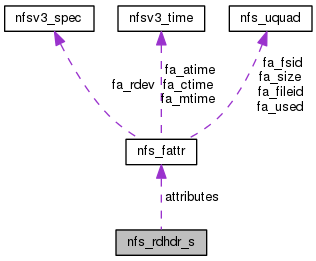 nfsv3_spec
nfsv3_time
nfs_uquad
fa_rdev
fa_atime
fa_ctime
fa_mtime
fa_fsid
fa_size
fa_fileid
fa_used
nfs_fattr
attributes
nfs_rdhdr_s